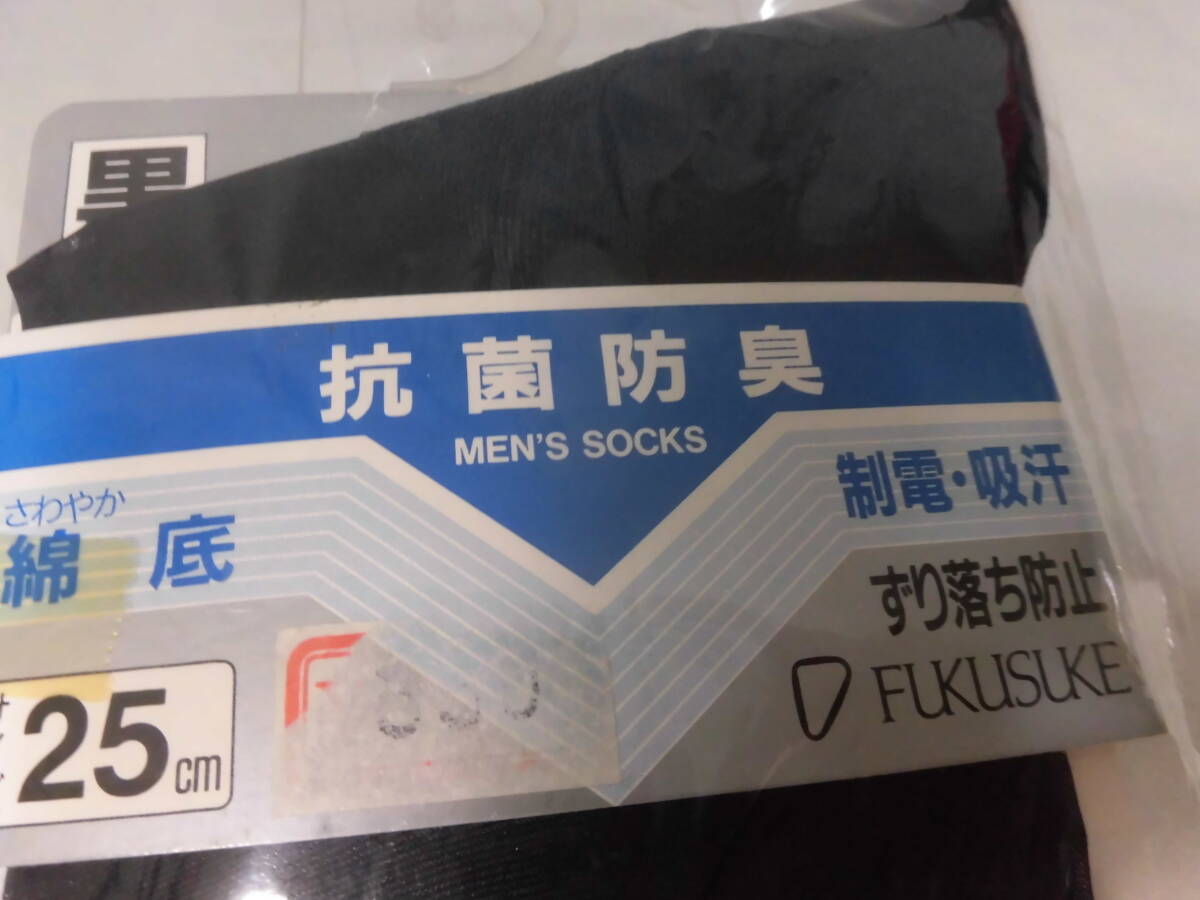 黒
抗菌防臭
MEN'S SOCKS
さわやか
綿底
制電・吸汗
ずり落ち防止
FUKUSUKE
25cm